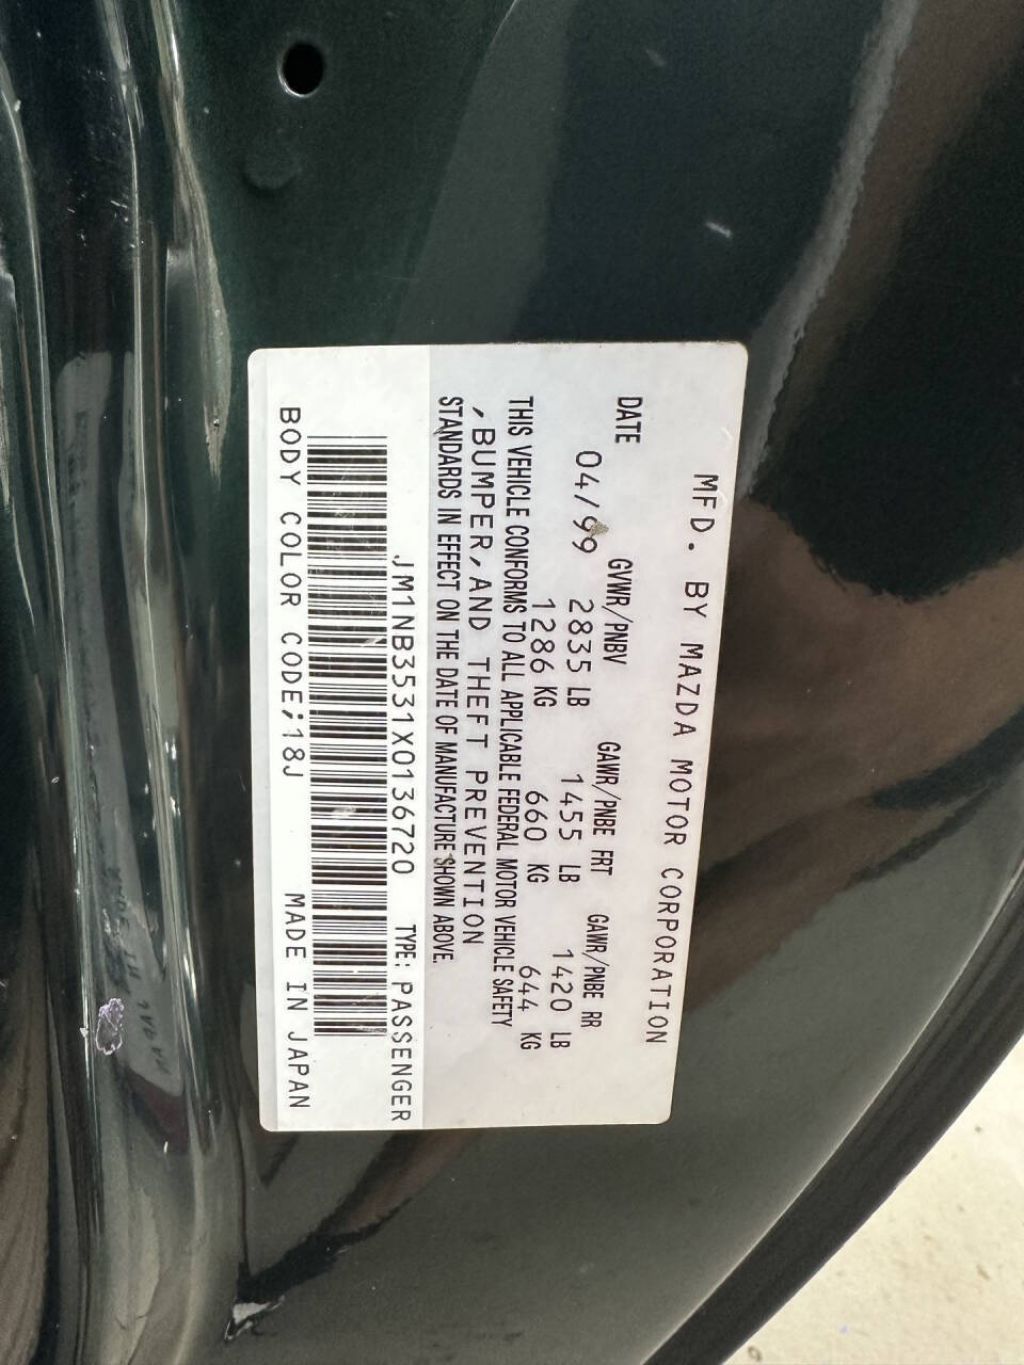 MFD. BY MAZDA MOTOR CORPORATION
DATE GVWR/PNBV GAWR/PNBE FRT GAWR/PNBE RR
04/99 2835 LB 1455 LB 1420 LB
1286 KG 660 KG 644 KG
THIS VEHICLE CONFORMS TO ALL APPLICABLE FEDERAL MOTOR VEHICLE SAFETY
, BUMPER, AND THEFT PREVENTION
STANDARDS IN EFFECT ON THE DATE OF MANUFACTURE SHOWN ABOVE.
JM1NB3531X0136720 TYPE: PASSENGER
BODY COLOR CODE;18J MADE IN JAPAN